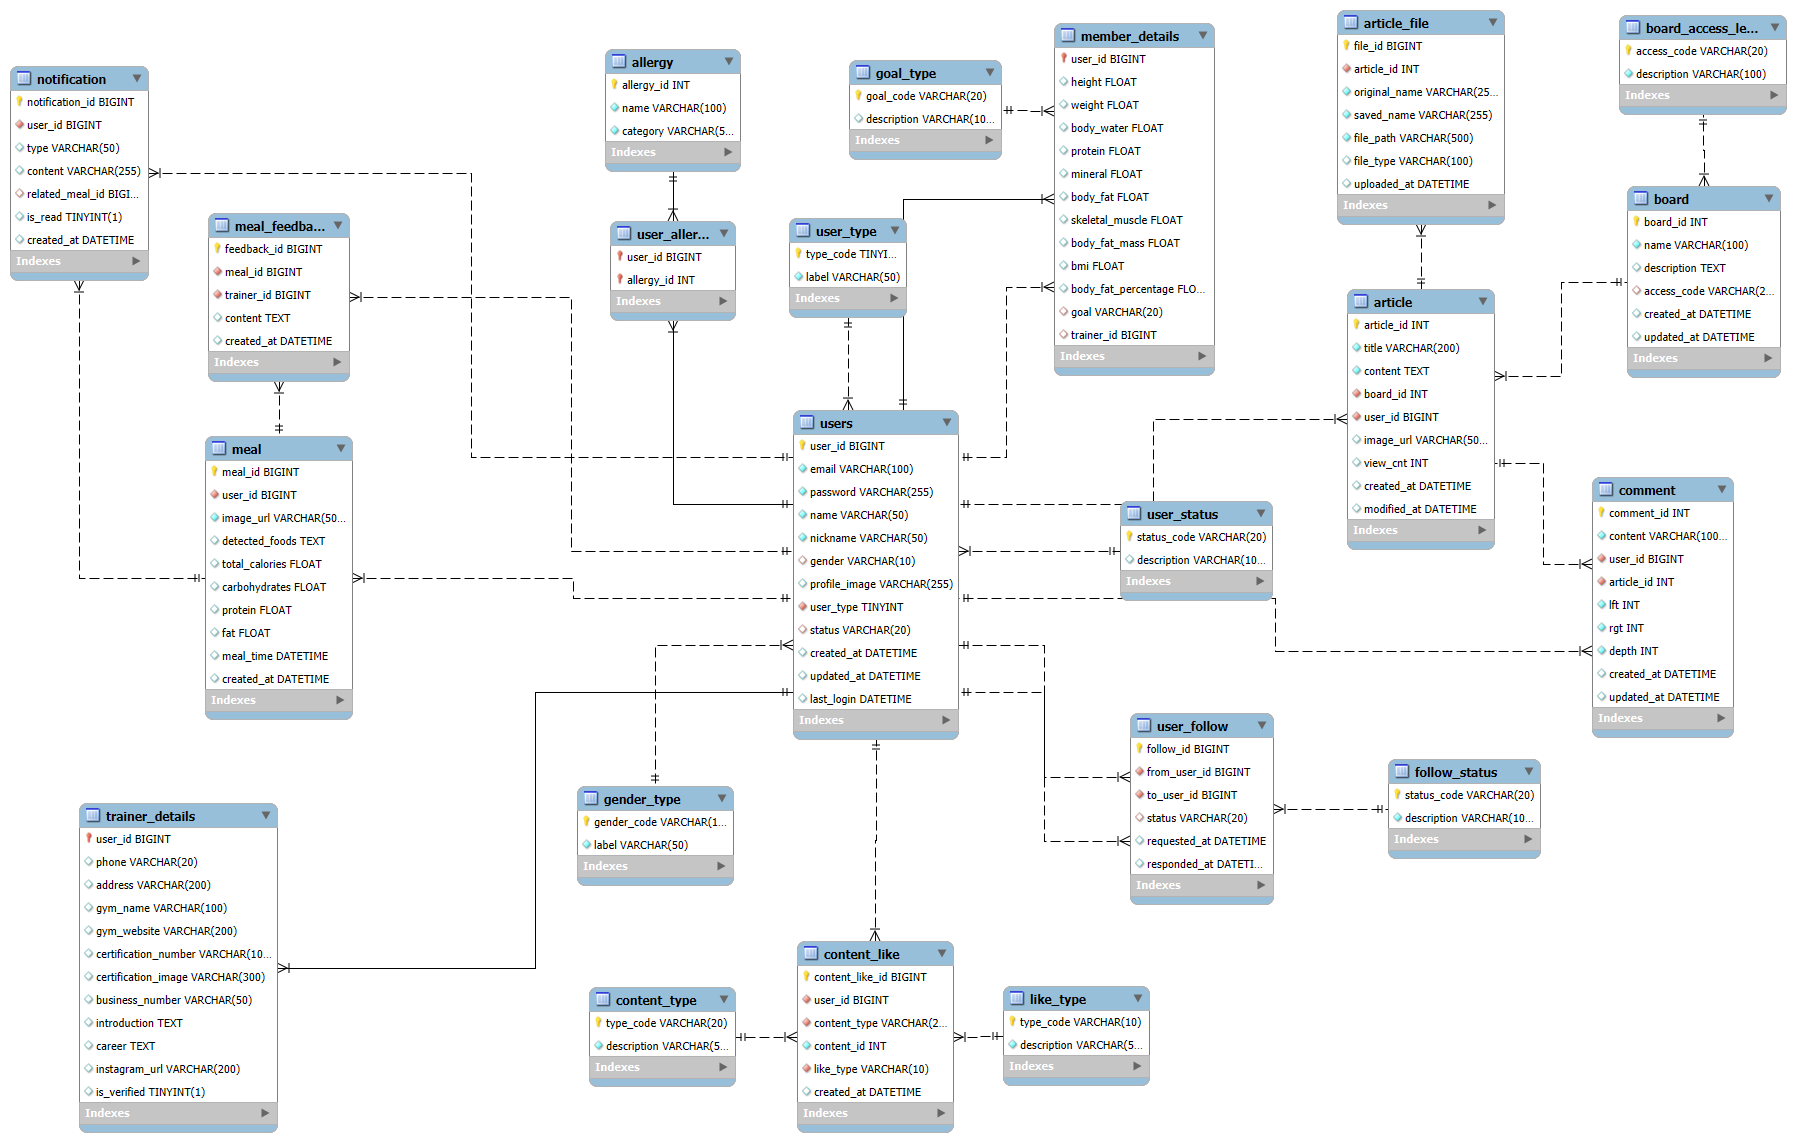 notification
notification_id BIGINT
user_id BIGINT
type VARCHAR(50)
content VARCHAR(255)
related_meal_id BIGI...
is_read TINYINT(1)
created_at DATETIME
Indexes
meal_feedba...
feedback_id BIGINT
meal_id BIGINT
trainer_id BIGINT
content TEXT
created_at DATETIME
Indexes
meal
meal_id BIGINT
user_id BIGINT
image_url VARCHAR(50...
detected_foods TEXT
total_calories FLOAT
carbohydrates FLOAT
protein FLOAT
fat FLOAT
meal_time DATETIME
created_at DATETIME
Indexes
trainer_details
user_id BIGINT
phone VARCHAR(20)
address VARCHAR(200)
gym_name VARCHAR(100)
gym_website VARCHAR(200)
certification_number VARCHAR(10...
certification_image VARCHAR(300)
business_number VARCHAR(50)
introduction TEXT
career TEXT
instagram_url VARCHAR(200)
is_verified TINYINT(1)
Indexes
allergy
allergy_id INT
name VARCHAR(100)
category VARCHAR(5...
Indexes
user_aller...
user_id BIGINT
allergy_id INT
Indexes
goal_type
goal_code VARCHAR(20)
description VARCHAR(10...
Indexes
user_type
type_code TINYI...
label VARCHAR(50)
Indexes
member_details
user_id BIGINT
height FLOAT
weight FLOAT
body_water FLOAT
protein FLOAT
mineral FLOAT
body_fat FLOAT
skeletal_muscle FLOAT
body_fat_mass FLOAT
bmi FLOAT
body_fat_percentage FLO...
goal VARCHAR(20)
trainer_id BIGINT
Indexes
users
user_id BIGINT
email VARCHAR(100)
password VARCHAR(255)
name VARCHAR(50)
nickname VARCHAR(50)
gender VARCHAR(10)
profile_image VARCHAR(255)
user_type TINYINT
status VARCHAR(20)
created_at DATETIME
updated_at DATETIME
last_login DATETIME
Indexes
gender_type
gender_code VARCHAR(1...
label VARCHAR(50)
Indexes
content_type
type_code VARCHAR(20)
description VARCHAR(5...
Indexes
content_like
content_like_id BIGINT
user_id BIGINT
content_type VARCHAR(2...
content_id INT
like_type VARCHAR(10)
created_at DATETIME
Indexes
like_type
type_code VARCHAR(10)
description VARCHAR(5...
Indexes
user_status
status_code VARCHAR(20)
description VARCHAR(10...
Indexes
user_follow
follow_id BIGINT
from_user_id BIGINT
to_user_id BIGINT
status VARCHAR(20)
requested_at DATETIME
responded_at DATETI...
Indexes
follow_status
status_code VARCHAR(20)
description VARCHAR(10...
Indexes
article_file
file_id BIGINT
article_id INT
original_name VARCHAR(25...
saved_name VARCHAR(255)
file_path VARCHAR(500)
file_type VARCHAR(100)
uploaded_at DATETIME
Indexes
article
article_id INT
title VARCHAR(200)
content TEXT
board_id INT
user_id BIGINT
image_url VARCHAR(50...
view_cnt INT
created_at DATETIME
modified_at DATETIME
Indexes
board_access_le...
access_code VARCHAR(20)
description VARCHAR(100)
Indexes
board
board_id INT
name VARCHAR(100)
description TEXT
access_code VARCHAR(2...
created_at DATETIME
updated_at DATETIME
Indexes
comment
comment_id INT
content VARCHAR(100...
user_id BIGINT
article_id INT
lft INT
rgt INT
depth INT
created_at DATETIME
updated_at DATETIME
Indexes